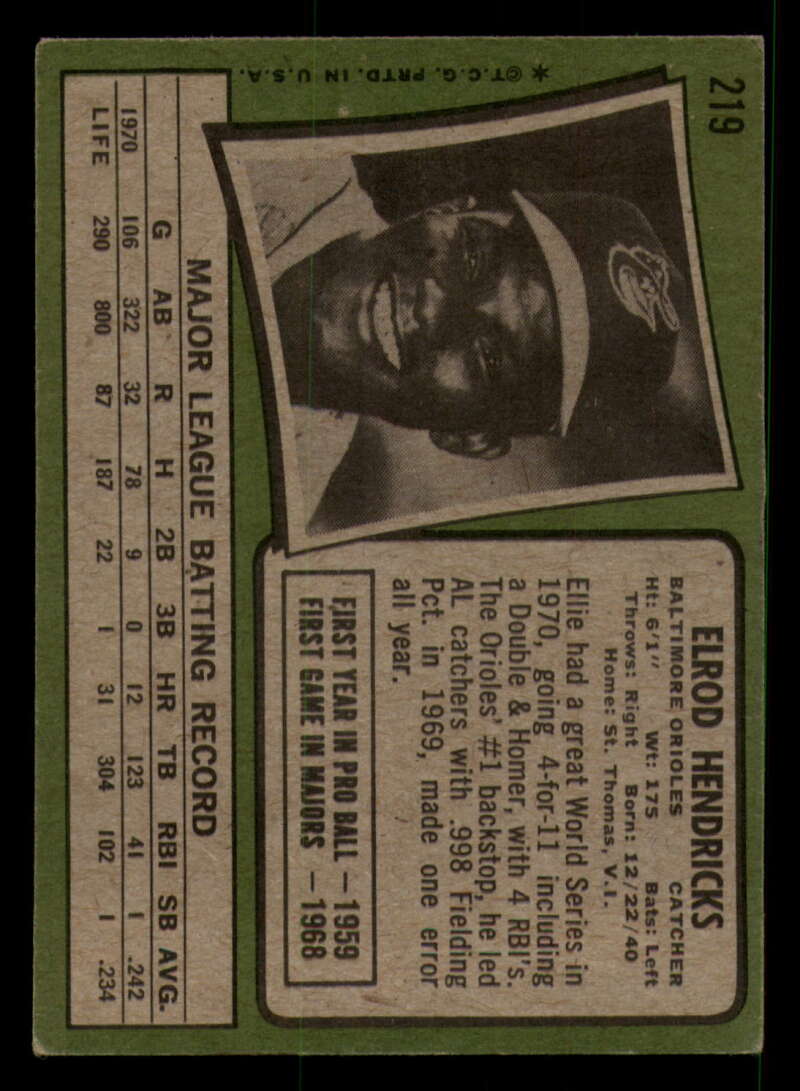 219
✶ ©T.C.G. PRTD. IN U.S.A.
ELROD HENDRICKS
BALTIMORE ORIOLES CATCHER
Ht: 6'1" Wt: 175 Bats: Left
Throws: Right Born: 12/22/40
Home: St. Thomas, V.I.
Ellie had a great World Series in
1970, going 4-for-11 including
a Double & Homer, with 4 RBI's.
The Orioles' #1 backstop, he led
AL catchers with .998 Fielding
Pct. in 1969, made one error
all year.
FIRST YEAR IN PRO BALL — 1959
FIRST GAME IN MAJORS — 1968
MAJOR LEAGUE BATTING RECORD
G AB R H 2B 3B HR TB RBI SB AVG.
1970 106 322 32 78 9 0 12 123 41 1 .242
LIFE 290 800 87 187 22 1 31 304 102 1 .234